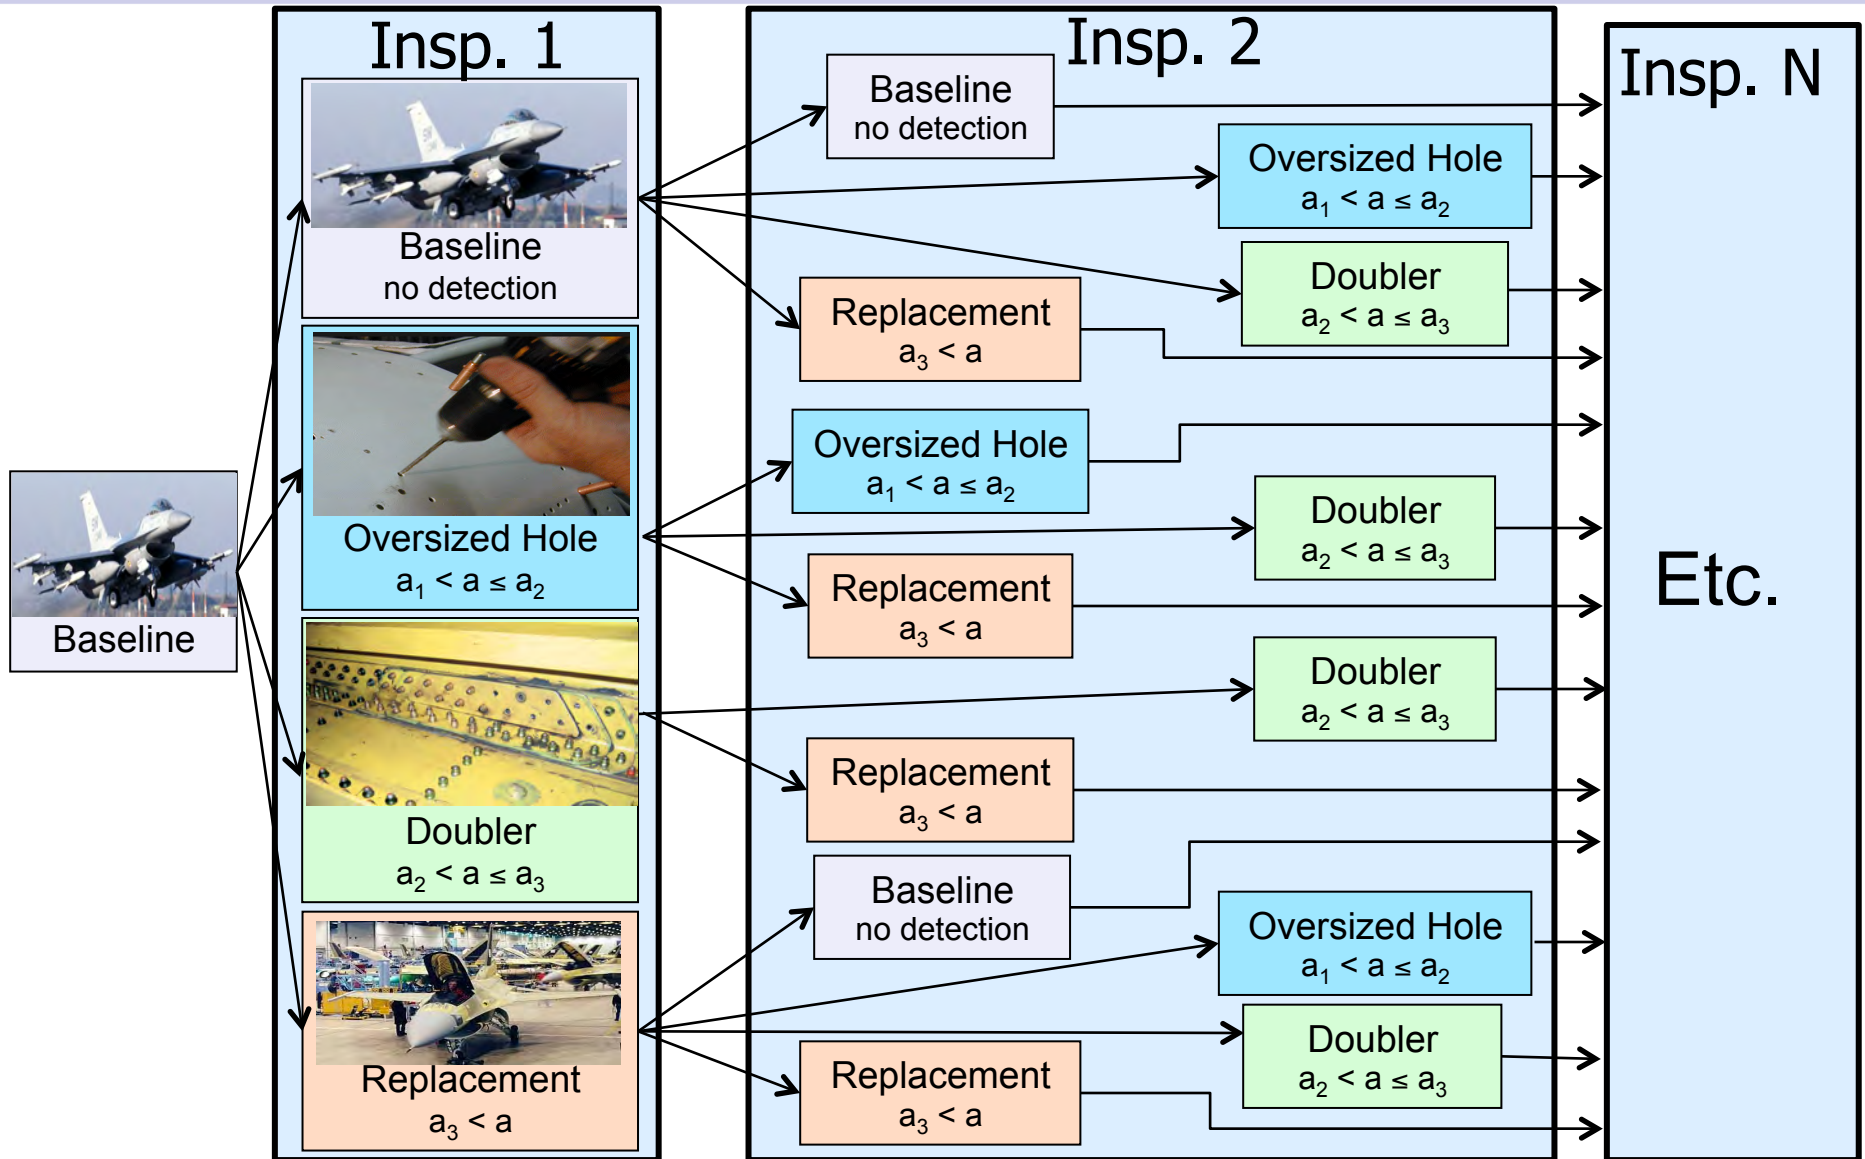 Insp. 1
Insp. 2
Insp. N
Baseline
Baseline
no detection
Oversized Hole
a₁ < a ≤ a₂
Doubler
a₂ < a ≤ a₃
Replacement
a₃ < a
Baseline
no detection
Oversized Hole
a₁ < a ≤ a₂
Doubler
a₂ < a ≤ a₃
Replacement
a₃ < a
Oversized Hole
a₁ < a ≤ a₂
Doubler
a₂ < a ≤ a₃
Replacement
a₃ < a
Doubler
a₂ < a ≤ a₃
Replacement
a₃ < a
Baseline
no detection
Oversized Hole
a₁ < a ≤ a₂
Doubler
a₂ < a ≤ a₃
Replacement
a₃ < a
Etc.